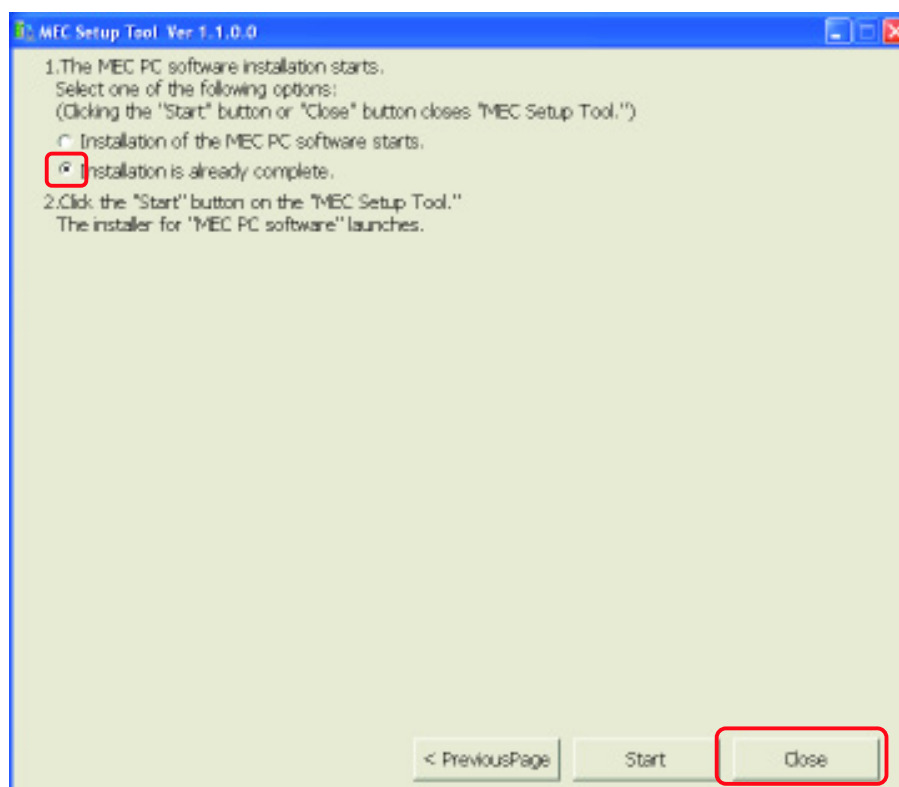 MEC Setup Tool Ver 1.1.0.0
1.The MEC PC software installation starts.
Select one of the following options:
(Clicking the "Start" button or "Close" button closes "MEC Setup Tool.")
Installation of the MEC PC software starts.
Installation is already complete.
2.Click the "Start" button on the "MEC Setup Tool."
The installer for "MEC PC software" launches.
< PreviousPage
Start
Close